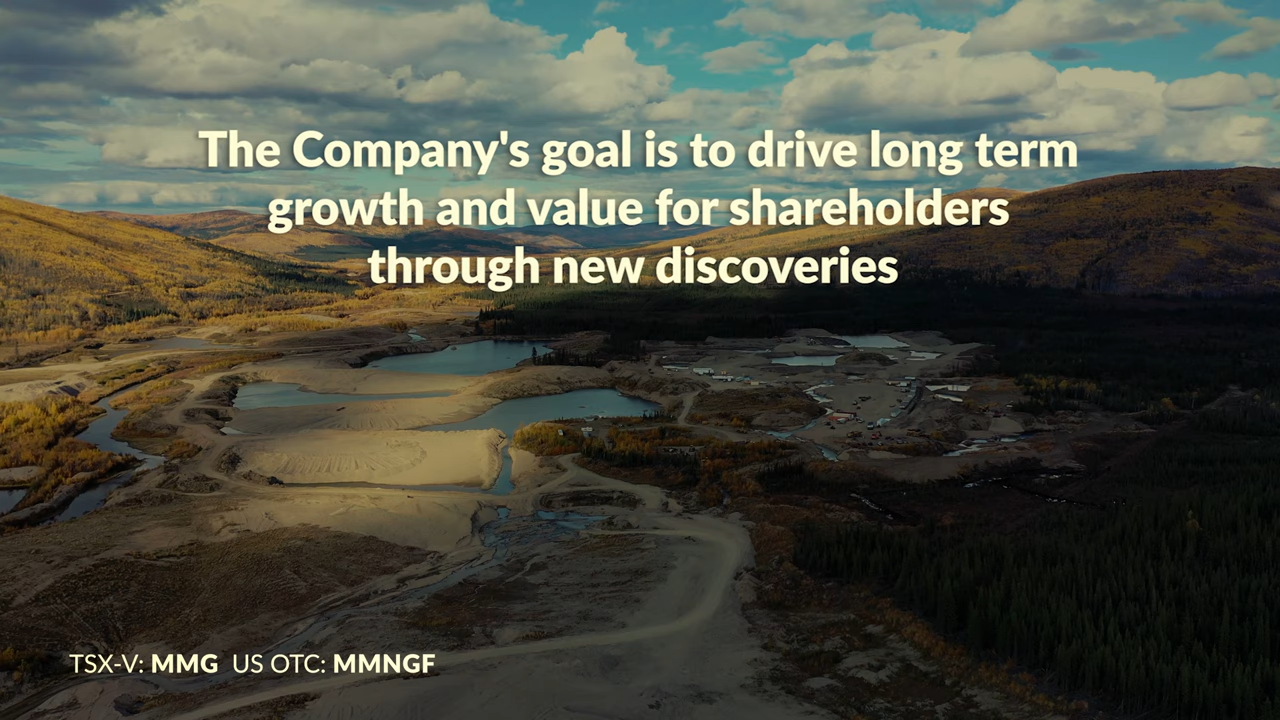 The Company's goal is to drive long term
growth and value for shareholders
through new discoveries
TSX-V: MMG US OTC: MMNGF